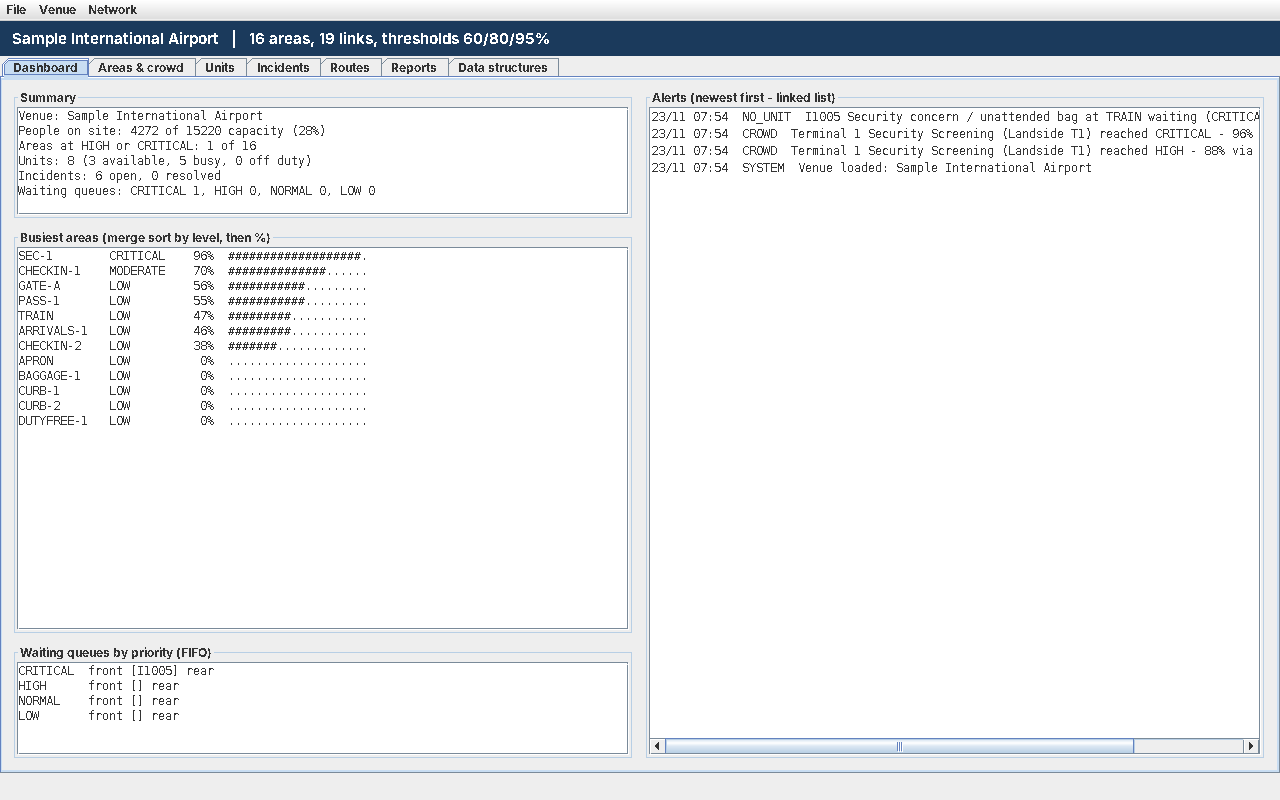 File Venue Network
Sample International Airport | 16 areas, 19 links, thresholds 60/80/95%
Dashboard Areas & crowd Units Incidents Routes Reports Data structures
Summary
Venue: Sample International Airport
People on site: 4272 of 15220 capacity (28%)
Areas at HIGH or CRITICAL: 1 of 16
Units: 8 (3 available, 5 busy, 0 off duty)
Incidents: 6 open, 0 resolved
Waiting queues: CRITICAL 1, HIGH 0, NORMAL 0, LOW 0
Busiest areas (merge sort by level, then %)
SEC-1 CRITICAL 96% ###################.
CHECKIN-1 MODERATE 70% ##############......
GATE-A LOW 56% ###########.........
PASS-1 LOW 55% ###########.........
TRAIN LOW 47% #########...........
ARRIVALS-1 LOW 46% #########...........
CHECKIN-2 LOW 38% #######.............
APRON LOW 0% ....................
BAGGAGE-1 LOW 0% ....................
CURB-1 LOW 0% ....................
CURB-2 LOW 0% ....................
DUTYFREE-1 LOW 0% ....................
Waiting queues by priority (FIFO)
CRITICAL front [I1005] rear
HIGH front [] rear
NORMAL front [] rear
LOW front [] rear
Alerts (newest first - linked list)
23/11 07:54 NO_UNIT I1005 Security concern / unattended bag at TRAIN waiting (CRITICA
23/11 07:54 CROWD Terminal 1 Security Screening (Landside T1) reached CRITICAL - 96%
23/11 07:54 CROWD Terminal 1 Security Screening (Landside T1) reached HIGH - 88% via
23/11 07:54 SYSTEM Venue loaded: Sample International Airport